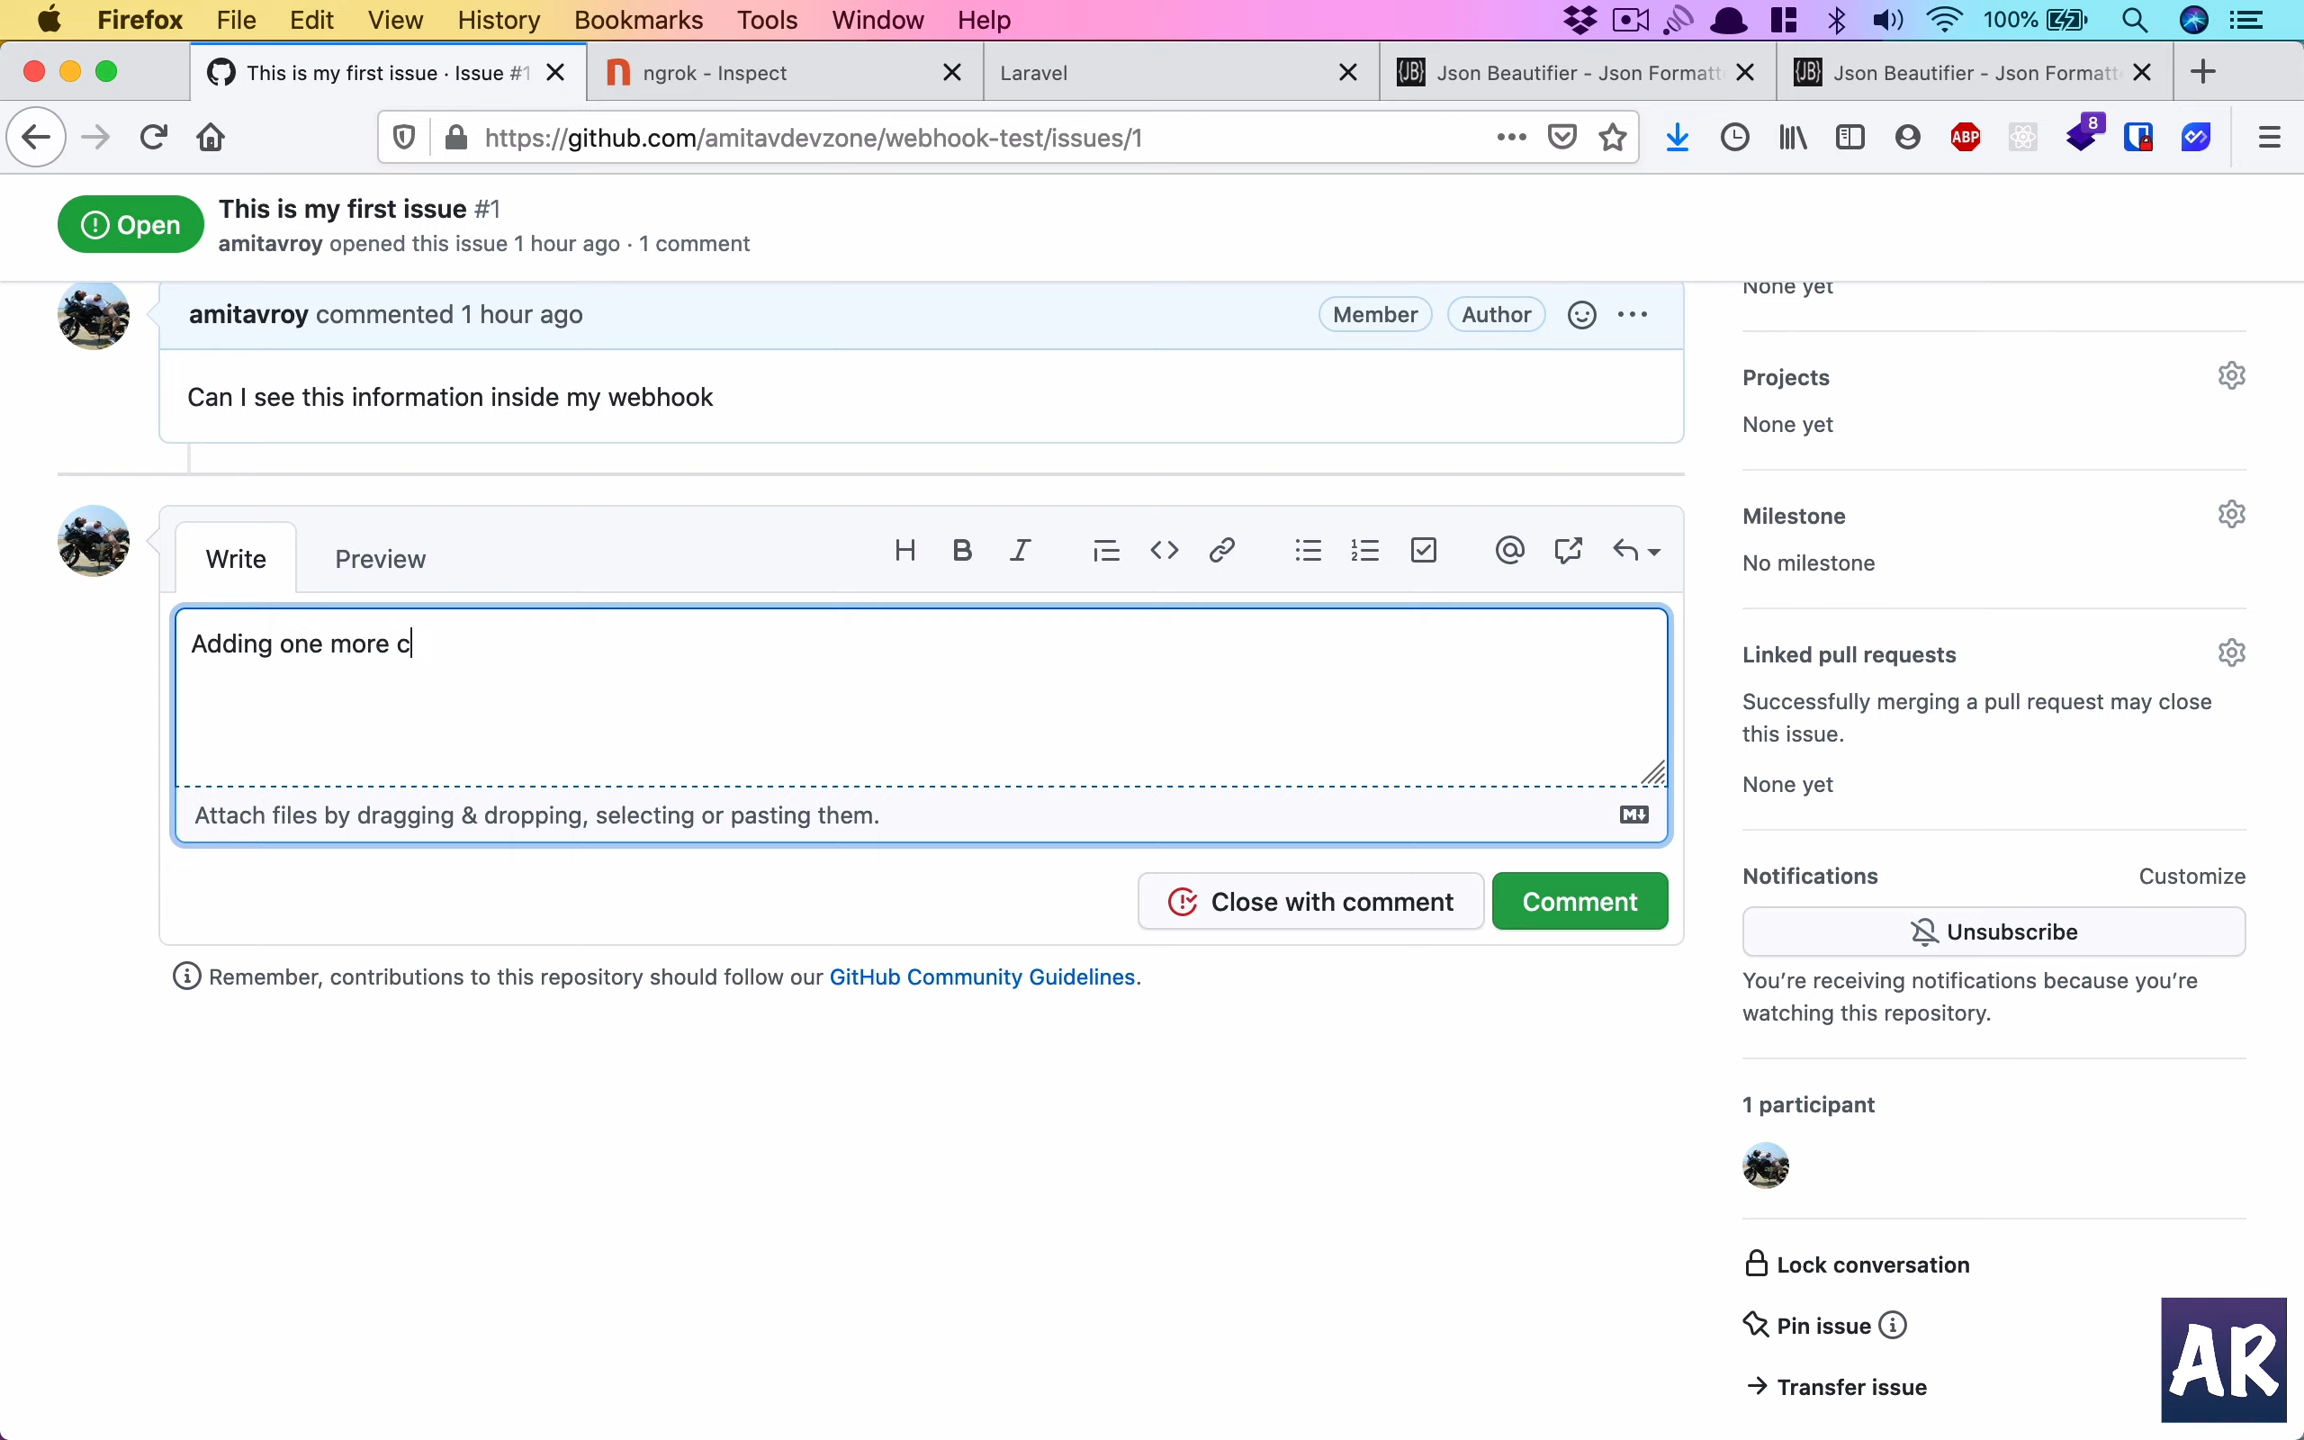 Firefox File Edit View History Bookmarks Tools Window Help 100%
This is my first issue · Issue #1 ngrok - Inspect Laravel Json Beautifier - Json Formatt Json Beautifier - Json Formatt
https://github.com/amitavdevzone/webhook-test/issues/1 ABP 8
Open
This is my first issue #1
amitavroy opened this issue 1 hour ago · 1 comment
None yet
amitavroy commented 1 hour ago Member Author
Can I see this information inside my webhook
Projects
None yet
Milestone
No milestone
Write Preview
Adding one more c
Attach files by dragging & dropping, selecting or pasting them.
Close with comment Comment
Remember, contributions to this repository should follow our GitHub Community Guidelines.
Linked pull requests
Successfully merging a pull request may close
this issue.
None yet
Notifications Customize
Unsubscribe
You’re receiving notifications because you’re
watching this repository.
1 participant
Lock conversation
Pin issue
Transfer issue
AR